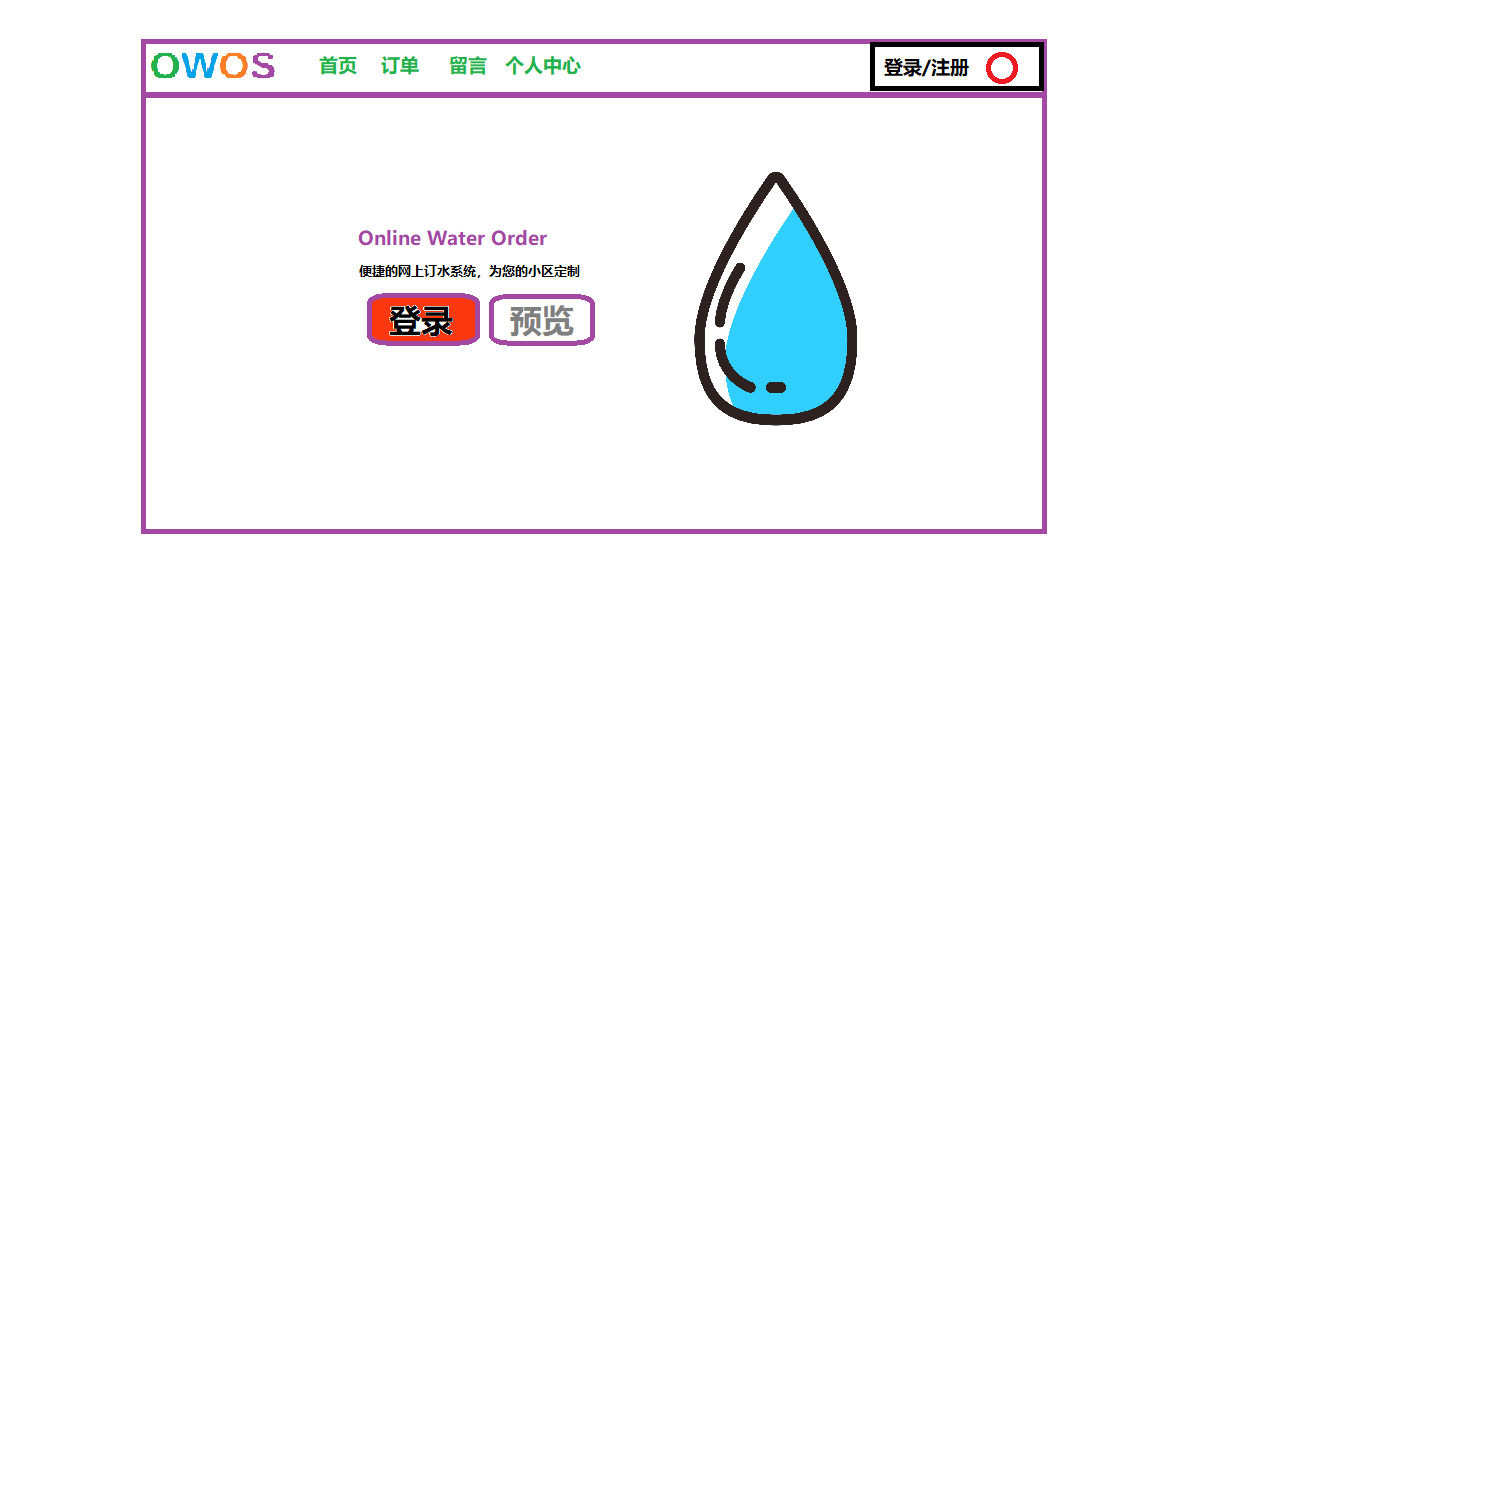 OWOS 首页 订单 留言 个人中心 登录/注册
Online Water Order
便捷的网上订水系统，为您的小区定制
登录 预览